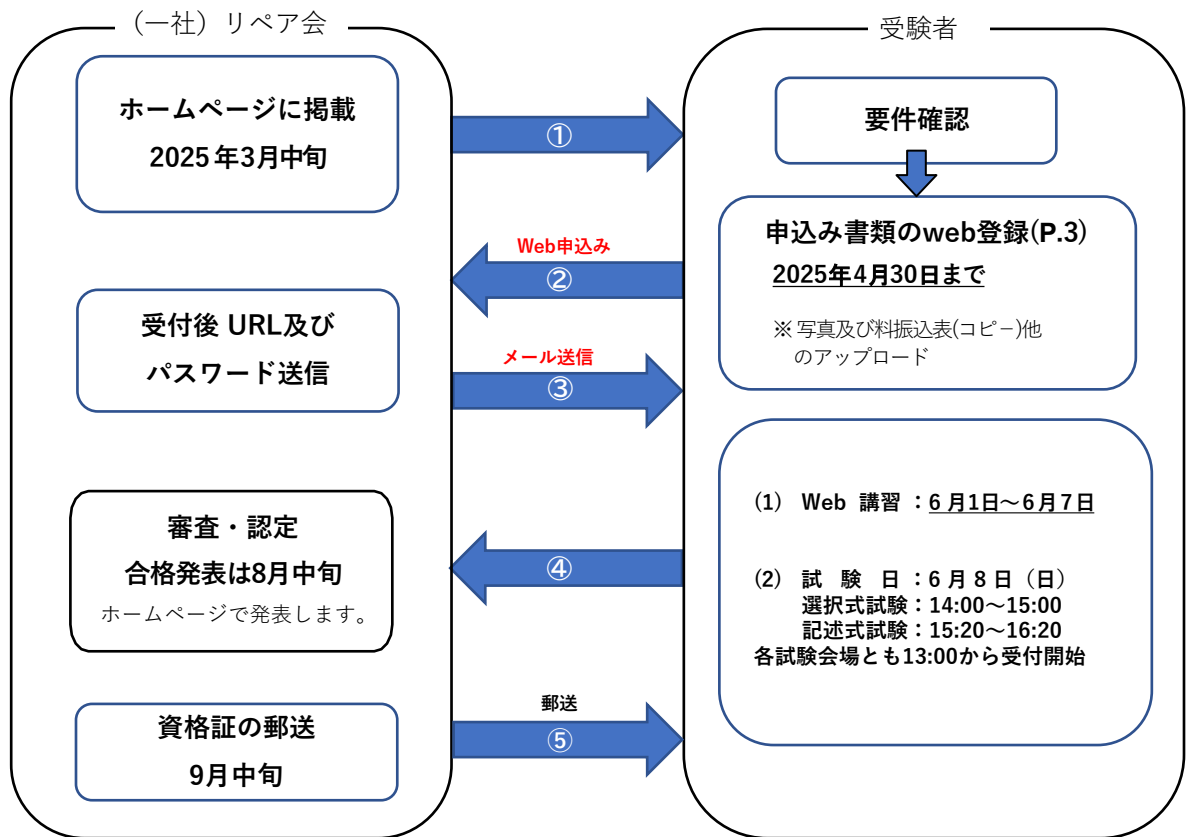 （一社）リペア会
ホームページに掲載
2025年3月中旬
①
Web申込み
②
受付後 URL及び
パスワード送信
メール送信
③
審査・認定
合格発表は8月中旬
ホームページで発表します。
④
資格証の郵送
9月中旬
郵送
⑤
受験者
要件確認
申込み書類のweb登録(P.3)
2025年4月30日まで
※ 写真及び料振込表(コピー)他
のアップロード
(1) Web 講習 ：6月1日～6月7日
(2) 試 験 日 ：6月8日（日）
選択式試験：14:00～15:00
記述式試験：15:20～16:20
各試験会場とも13:00から受付開始